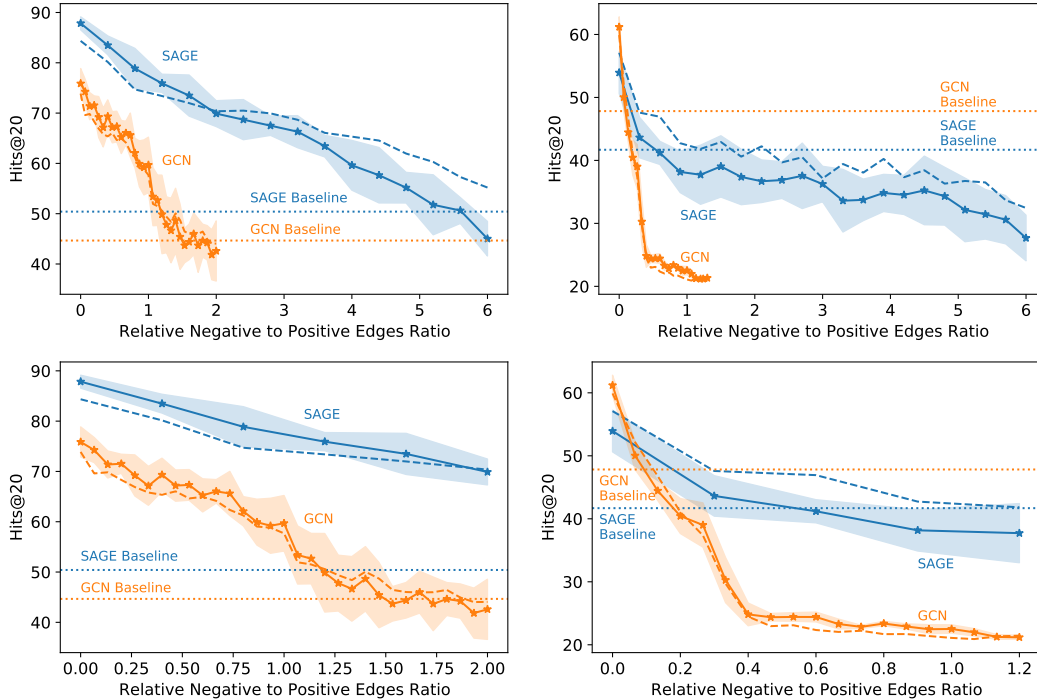 90
80
70
60
50
40
Hits@20
SAGE
GCN
SAGE Baseline
GCN Baseline
0 1 2 3 4 5 6
Relative Negative to Positive Edges Ratio
60
50
40
30
20
Hits@20
GCN
Baseline
SAGE
Baseline
SAGE
GCN
0 1 2 3 4 5 6
Relative Negative to Positive Edges Ratio
90
80
70
60
50
40
Hits@20
SAGE
GCN
SAGE Baseline
GCN Baseline
0.00 0.25 0.50 0.75 1.00 1.25 1.50 1.75 2.00
Relative Negative to Positive Edges Ratio
60
50
40
30
20
Hits@20
GCN
Baseline
SAGE
Baseline
SAGE
GCN
0.0 0.2 0.4 0.6 0.8 1.0 1.2
Relative Negative to Positive Edges Ratio